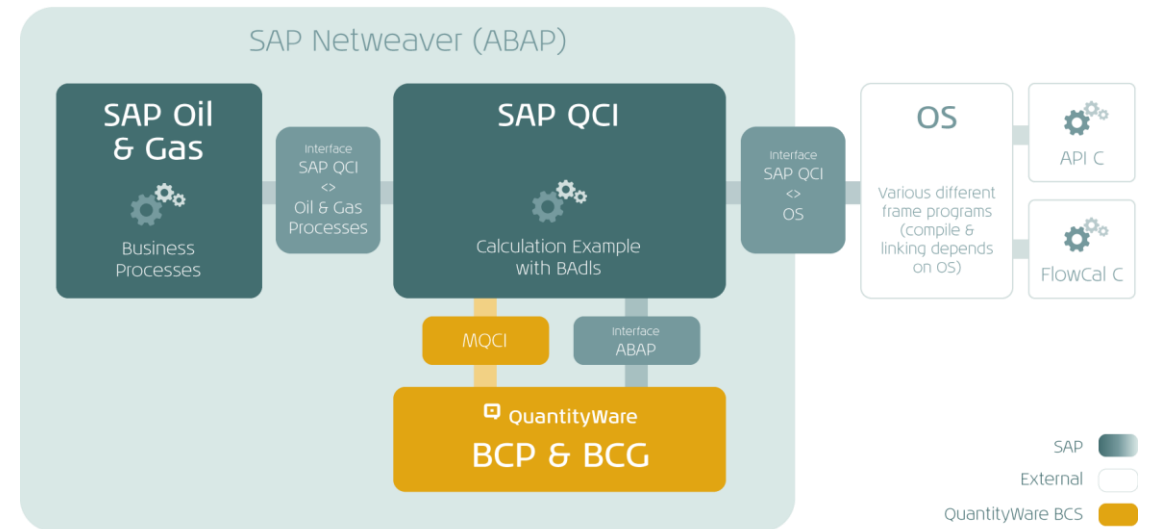 SAP Netweaver (ABAP)
SAP Oil
& Gas
Business
Processes
Interface
SAP QCI
<>
Oil & Gas
Processes
SAP QCI
Calculation Example
with BAdIs
Interface
SAP QCI
<>
OS
OS
Various different
frame programs
(compile &
linking depends
on OS)
API C
FlowCal C
MQCI
Interface
ABAP
QuantityWare
BCP & BCG
SAP
External
QuantityWare BCS